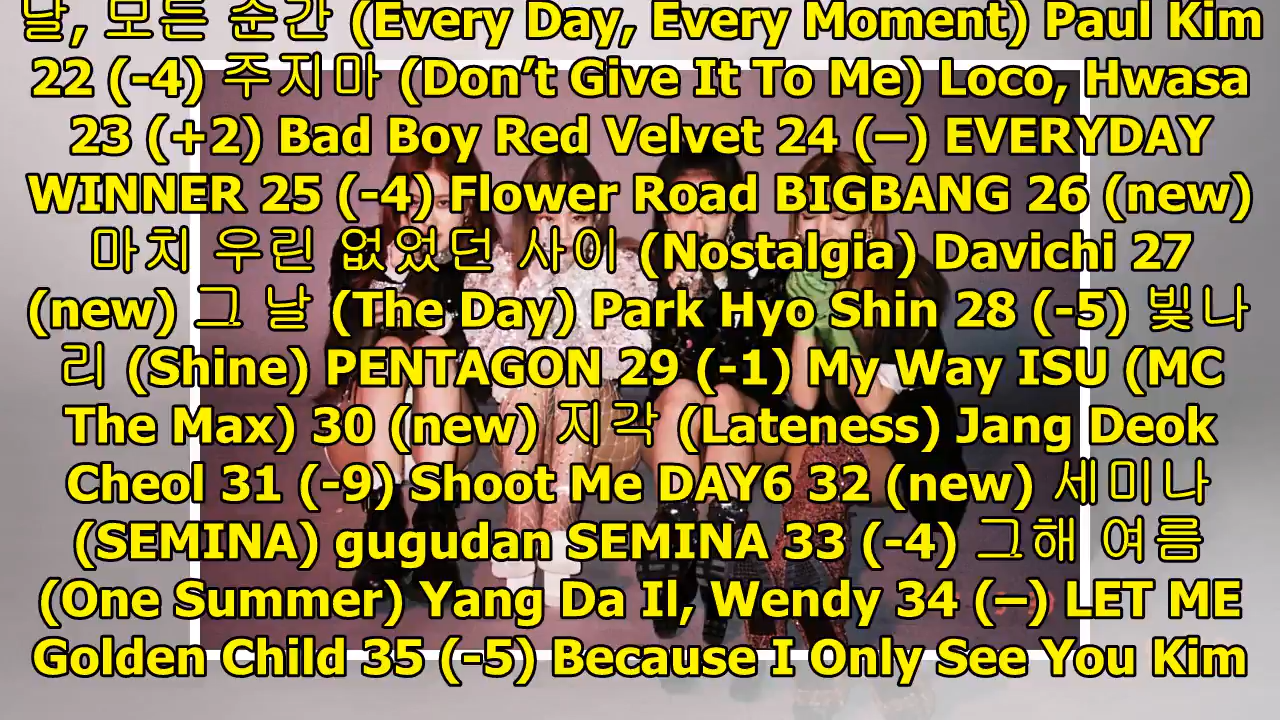 날, 모든 순간 (Every Day, Every Moment) Paul Kim
22 (-4) 주지마 (Don’t Give It To Me) Loco, Hwasa
23 (+2) Bad Boy Red Velvet 24 (–) EVERYDAY
WINNER 25 (-4) Flower Road BIGBANG 26 (new)
마치 우린 없었던 사이 (Nostalgia) Davichi 27
(new) 그 날 (The Day) Park Hyo Shin 28 (-5) 빛나
리 (Shine) PENTAGON 29 (-1) My Way ISU (MC
The Max) 30 (new) 지각 (Lateness) Jang Deok
Cheol 31 (-9) Shoot Me DAY6 32 (new) 세미나
(SEMINA) gugudan SEMINA 33 (-4) 그해 여름
(One Summer) Yang Da Il, Wendy 34 (–) LET ME
Golden Child 35 (-5) Because I Only See You Kim